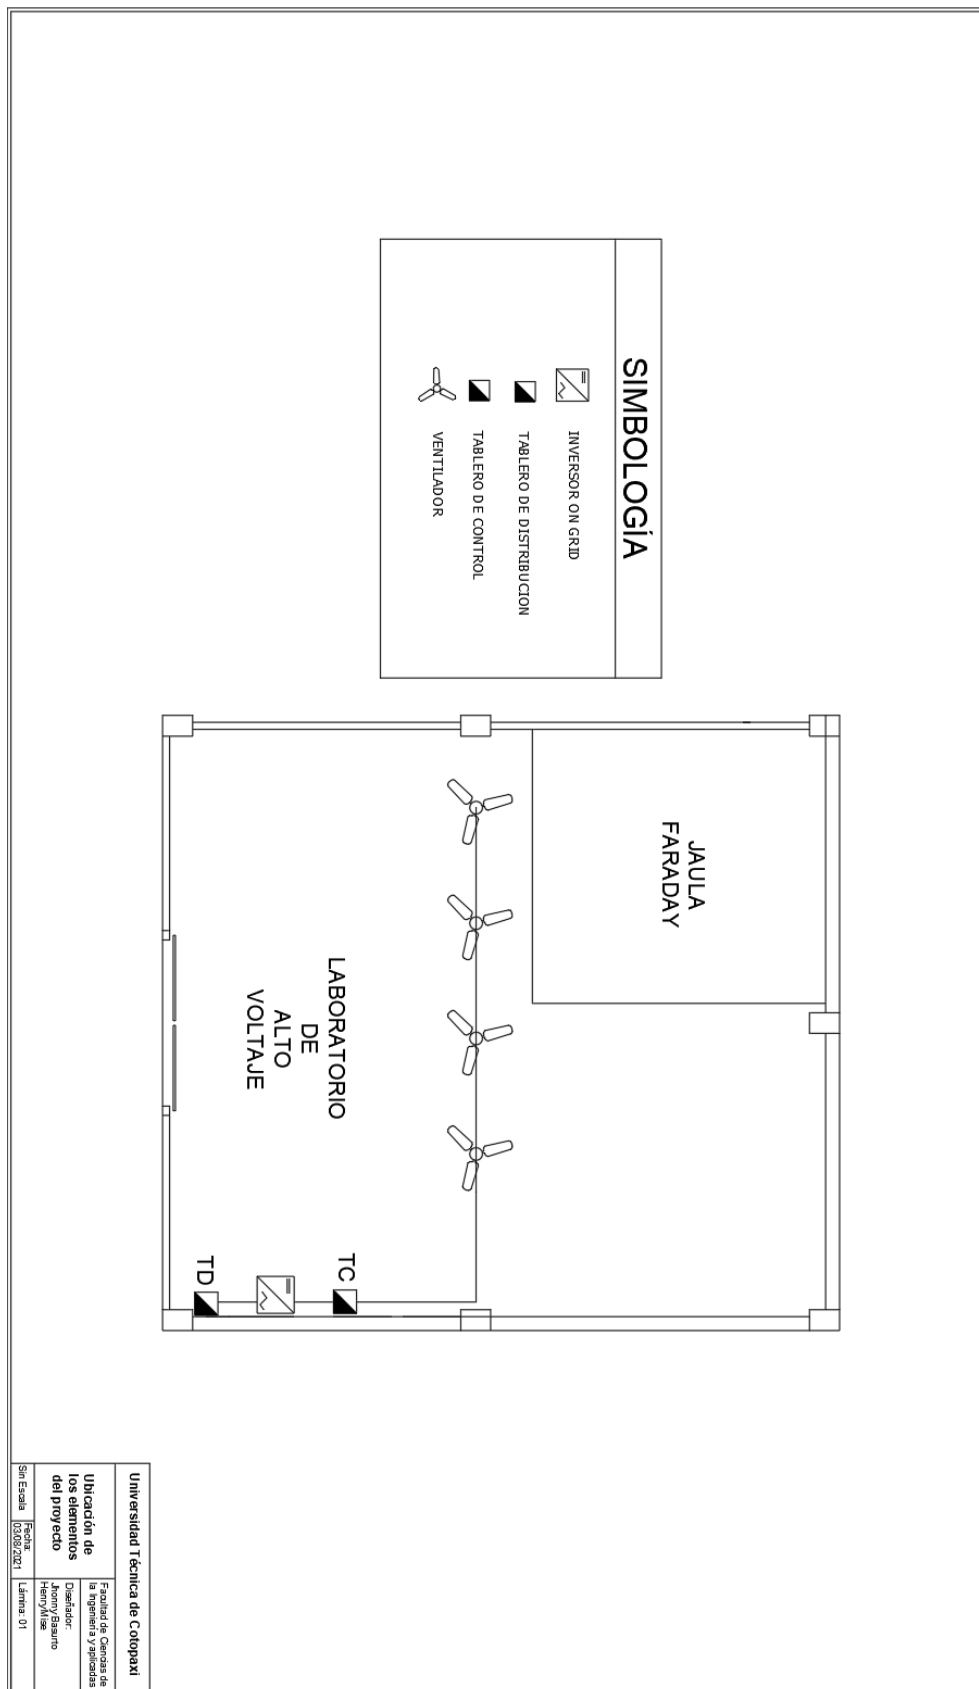 SIMBOLOGÍA
INVERSOR ON GRID
TABLERO DE DISTRIBUCION
TABLERO DE CONTROL
VENTILADOR
JAULA
FARADAY
LABORATORIO
DE
ALTO
VOLTAJE
TC
TD
Universidad Técnica de Cotopaxi
Ubicación de
los elementos
del proyecto
Facultad de Ciencias de
la Ingeniería y aplicadas
Diseñador:
Jhonny Basurto
Henry Mise
Sin Escala
Fecha:
03/08/2021
Lámina: 01